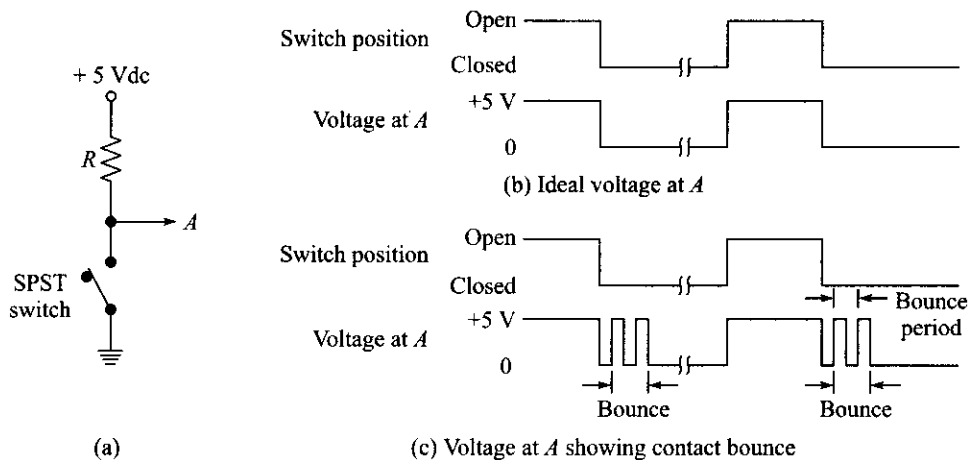 + 5 Vdc
R
A
SPST
switch
(a)
Switch position
Open
Closed
Voltage at A
+5 V
0
(b) Ideal voltage at A
Switch position
Open
Closed
Bounce
period
Voltage at A
+5 V
0
Bounce
Bounce
(c) Voltage at A showing contact bounce